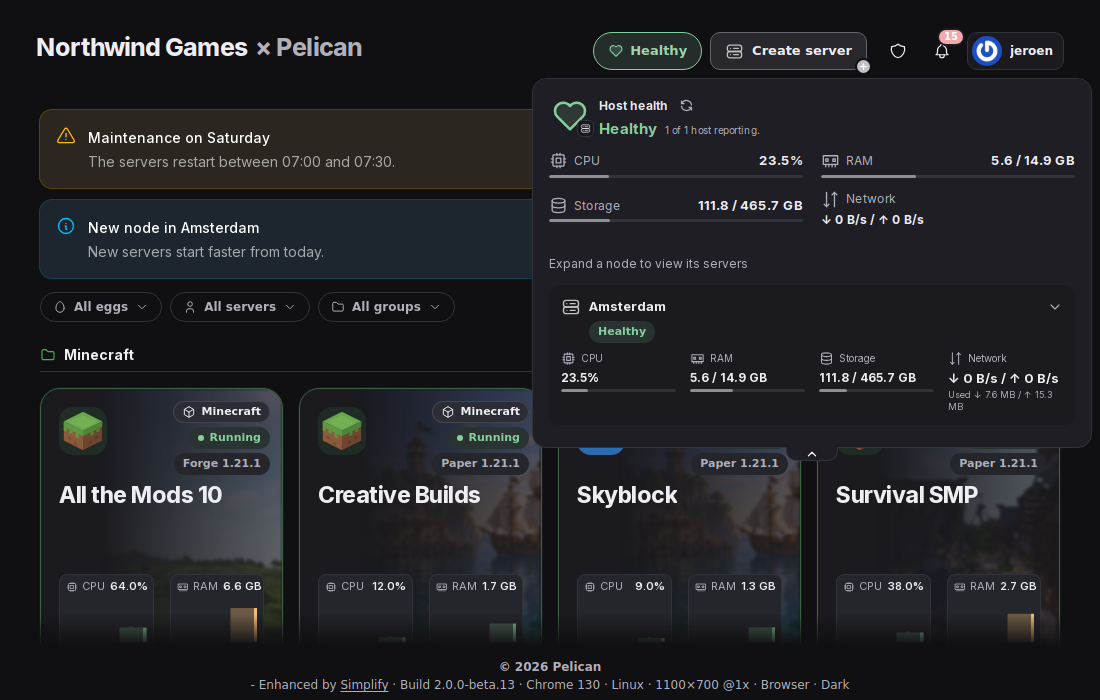 Northwind Games × Pelican
Healthy
Create server
15
jeroen
Maintenance on Saturday
The servers restart between 07:00 and 07:30.
New node in Amsterdam
New servers start faster from today.
Host health
Healthy 1 of 1 host reporting.
CPU 23.5%
RAM 5.6 / 14.9 GB
Storage 111.8 / 465.7 GB
Network
↓ 0 B/s / ↑ 0 B/s
Expand a node to view its servers
Amsterdam
Healthy
CPU
23.5%
RAM
5.6 / 14.9 GB
Storage
111.8 / 465.7 GB
Network
↓ 0 B/s / ↑ 0 B/s
Used ↓ 7.6 MB / ↑ 15.3
MB
All eggs
All servers
All groups
Minecraft
Minecraft
Running
Forge 1.21.1
All the Mods 10
CPU 64.0%
RAM 6.6 GB
Minecraft
Running
Paper 1.21.1
Creative Builds
CPU 12.0%
RAM 1.7 GB
Paper 1.21.1
Skyblock
CPU 9.0%
RAM 1.3 GB
Paper 1.21.1
Survival SMP
CPU 38.0%
RAM 2.7 GB
© 2026 Pelican
- Enhanced by Simplify · Build 2.0.0-beta.13 · Chrome 130 · Linux · 1100×700 @1x · Browser · Dark